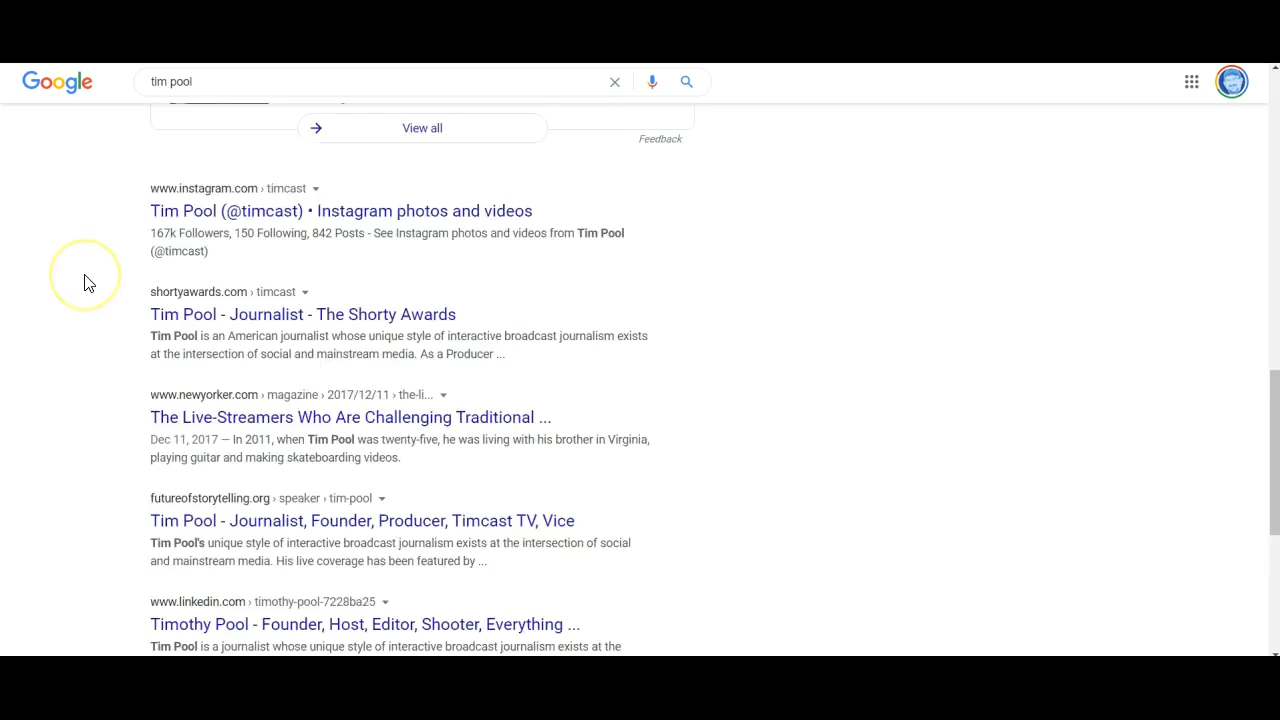 Google
tim pool
View all
Feedback
www.instagram.com › timcast
Tim Pool (@timcast) • Instagram photos and videos
167k Followers, 150 Following, 842 Posts - See Instagram photos and videos from Tim Pool
(@timcast)
shortyawards.com › timcast
Tim Pool - Journalist - The Shorty Awards
Tim Pool is an American journalist whose unique style of interactive broadcast journalism exists
at the intersection of social and mainstream media. As a Producer ...
www.newyorker.com › magazine › 2017/12/11 › the-li...
The Live-Streamers Who Are Challenging Traditional ...
Dec 11, 2017 — In 2011, when Tim Pool was twenty-five, he was living with his brother in Virginia,
playing guitar and making skateboarding videos.
futureofstorytelling.org › speaker › tim-pool
Tim Pool - Journalist, Founder, Producer, Timcast TV, Vice
Tim Pool's unique style of interactive broadcast journalism exists at the intersection of social
and mainstream media. His live coverage has been featured by ...
www.linkedin.com › timothy-pool-7228ba25
Timothy Pool - Founder, Host, Editor, Shooter, Everything ...
Tim Pool is a journalist whose unique style of interactive broadcast journalism exists at the